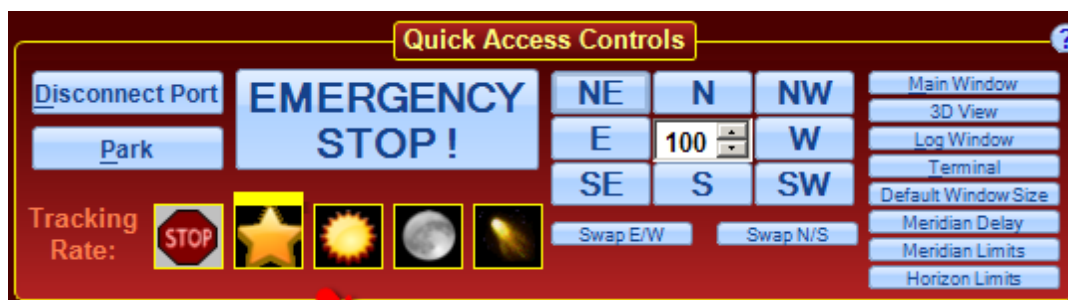 Quick Access Controls
?
Disconnect Port
Park
EMERGENCY
STOP !
NE N NW
E 100 W
SE S SW
Swap E/W Swap N/S
Main Window
3D View
Log Window
Terminal
Default Window Size
Meridian Delay
Meridian Limits
Horizon Limits
Tracking
Rate:
STOP